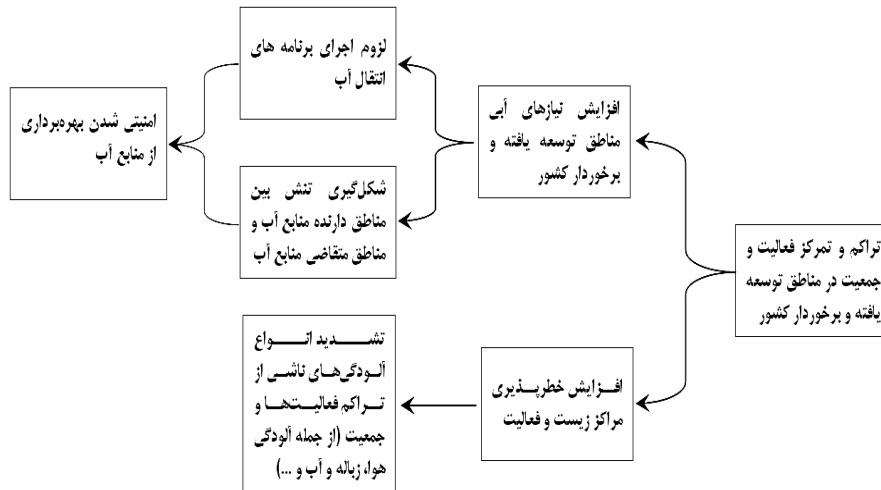 تراکم و تمرکز فعالیت و
جمعیت در مناطق توسعه
یافته و برخوردار کشور
افزایش نیازهای آبی
مناطق توسعه یافته و
برخوردار کشور
لزوم اجرای برنامه های
انتقال آب
شکل‌گیری تنش بین
مناطق دارنده منابع آب و
مناطق متقاضی منابع آب
امنیتی شدن بهره‌برداری
از منابع آب
افزایش خطرپذیری
مراکز زیست و فعالیت
تشدید انواع
آلودگی‌های ناشی از
تراکم فعالیت‌ها و
جمعیت (از جمله آلودگی
هوا، زباله و آب و ...)